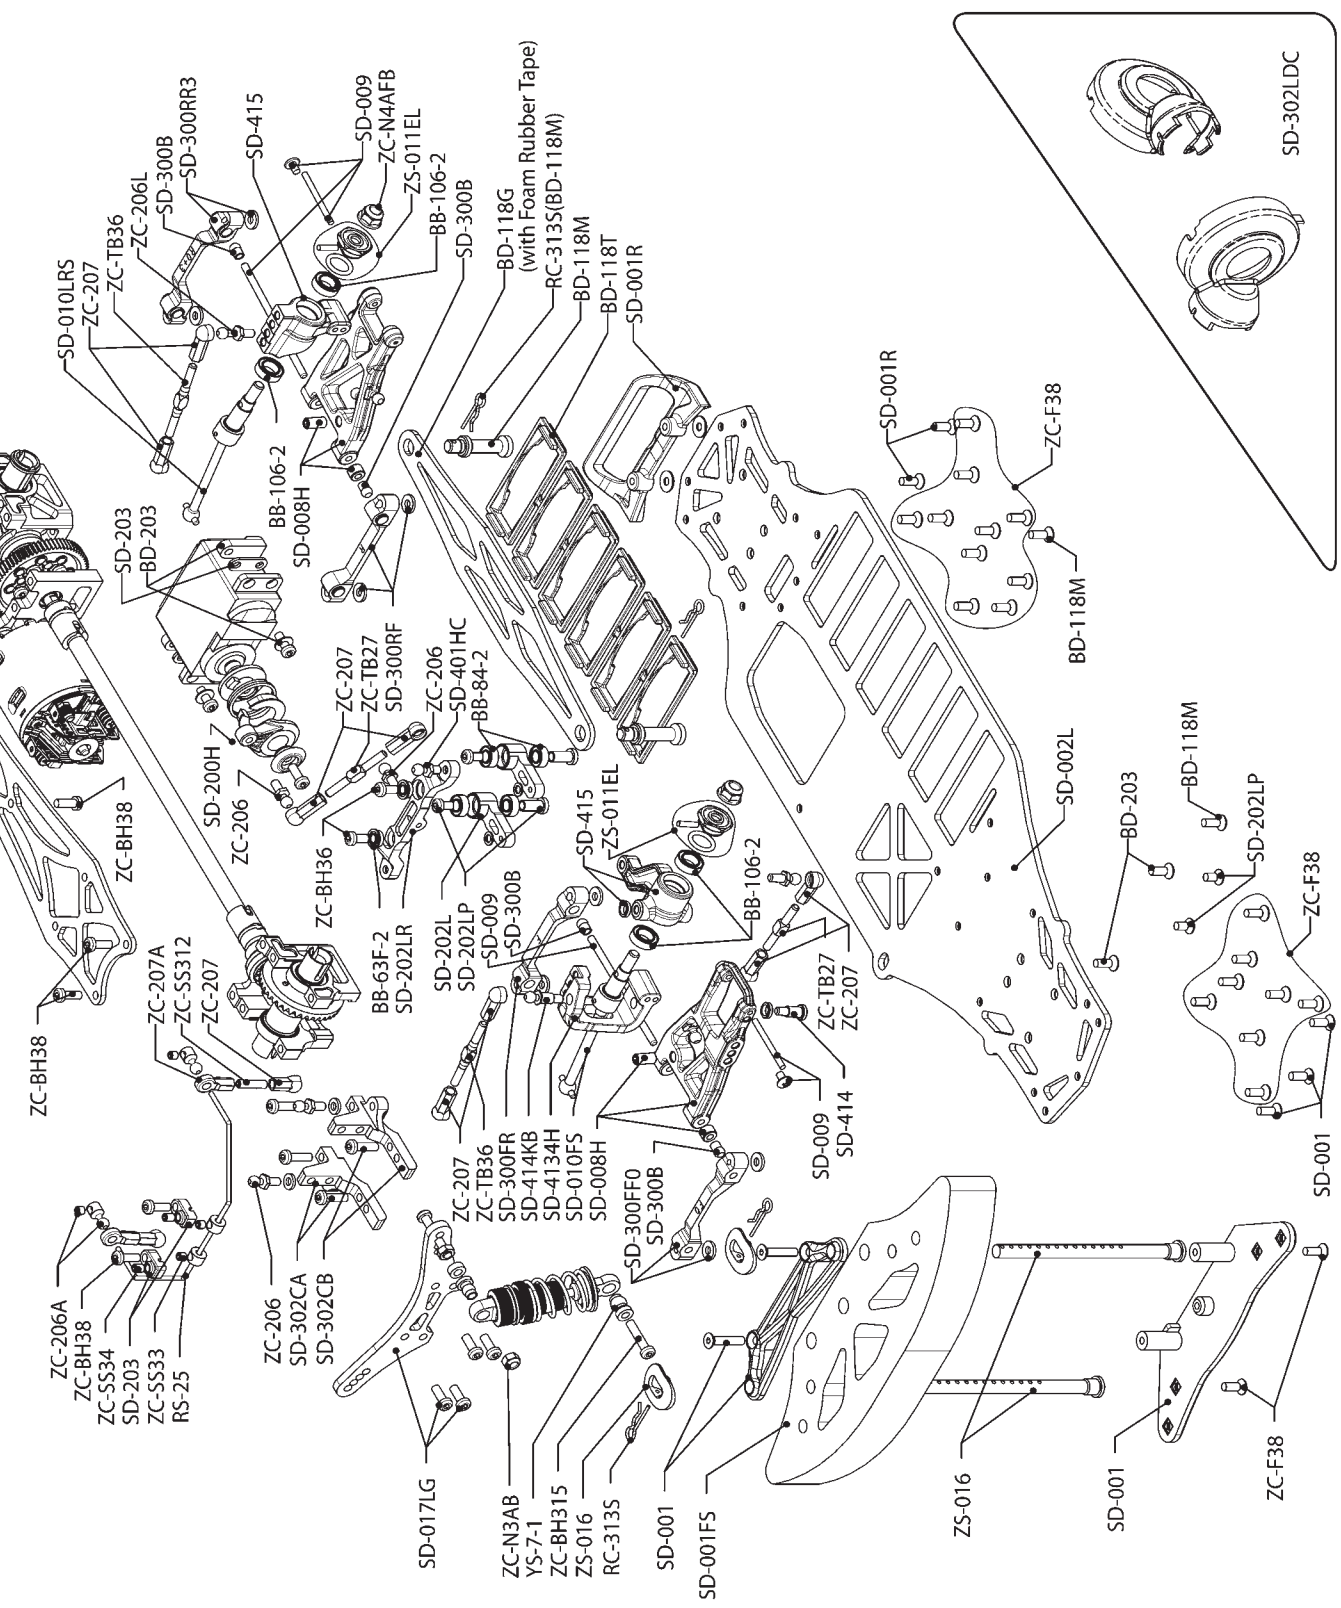 SD-010LRS
ZC-207
ZC-TB36
ZC-206L
SD-300B
SD-300RR3
SD-415
SD-009
ZC-N4AFB
ZS-011EL
BB-106-2
SD-300B
BD-118G
(with Foam Rubber Tape)
RC-313S(BD-118M)
BD-118M
BD-118T
SD-001R
SD-203
BD-203
BB-106-2
SD-008H
ZC-207
ZC-TB27
SD-300RF
ZC-206
SD-401HC
BB-84-2
SD-200H
ZC-206
ZC-BH38
ZC-BH36
BB-63F-2
SD-202LR
SD-202L
SD-202LP
SD-009
SD-300B
SD-415
ZS-011EL
BB-106-2
ZC-TB27
ZC-207
SD-009
SD-414
ZC-BH38
ZC-207A
ZC-SS312
ZC-207
ZC-206A
ZC-BH38
ZC-SS34
SD-203
ZC-SS33
RS-25
ZC-206
SD-302CA
SD-302CB
ZC-207
ZC-TB36
SD-300FR
SD-414KB
SD-4134H
SD-010FS
SD-008H
SD-300FF0
SD-300B
SD-017LG
ZC-N3AB
YS-7-1
ZC-BH315
ZS-016
RC-313S
SD-001
SD-001FS
ZS-016
SD-001
ZC-F38
SD-001R
ZC-F38
BD-118M
SD-002L
BD-203
BD-118M
SD-202LP
ZC-F38
SD-001
SD-302LDC